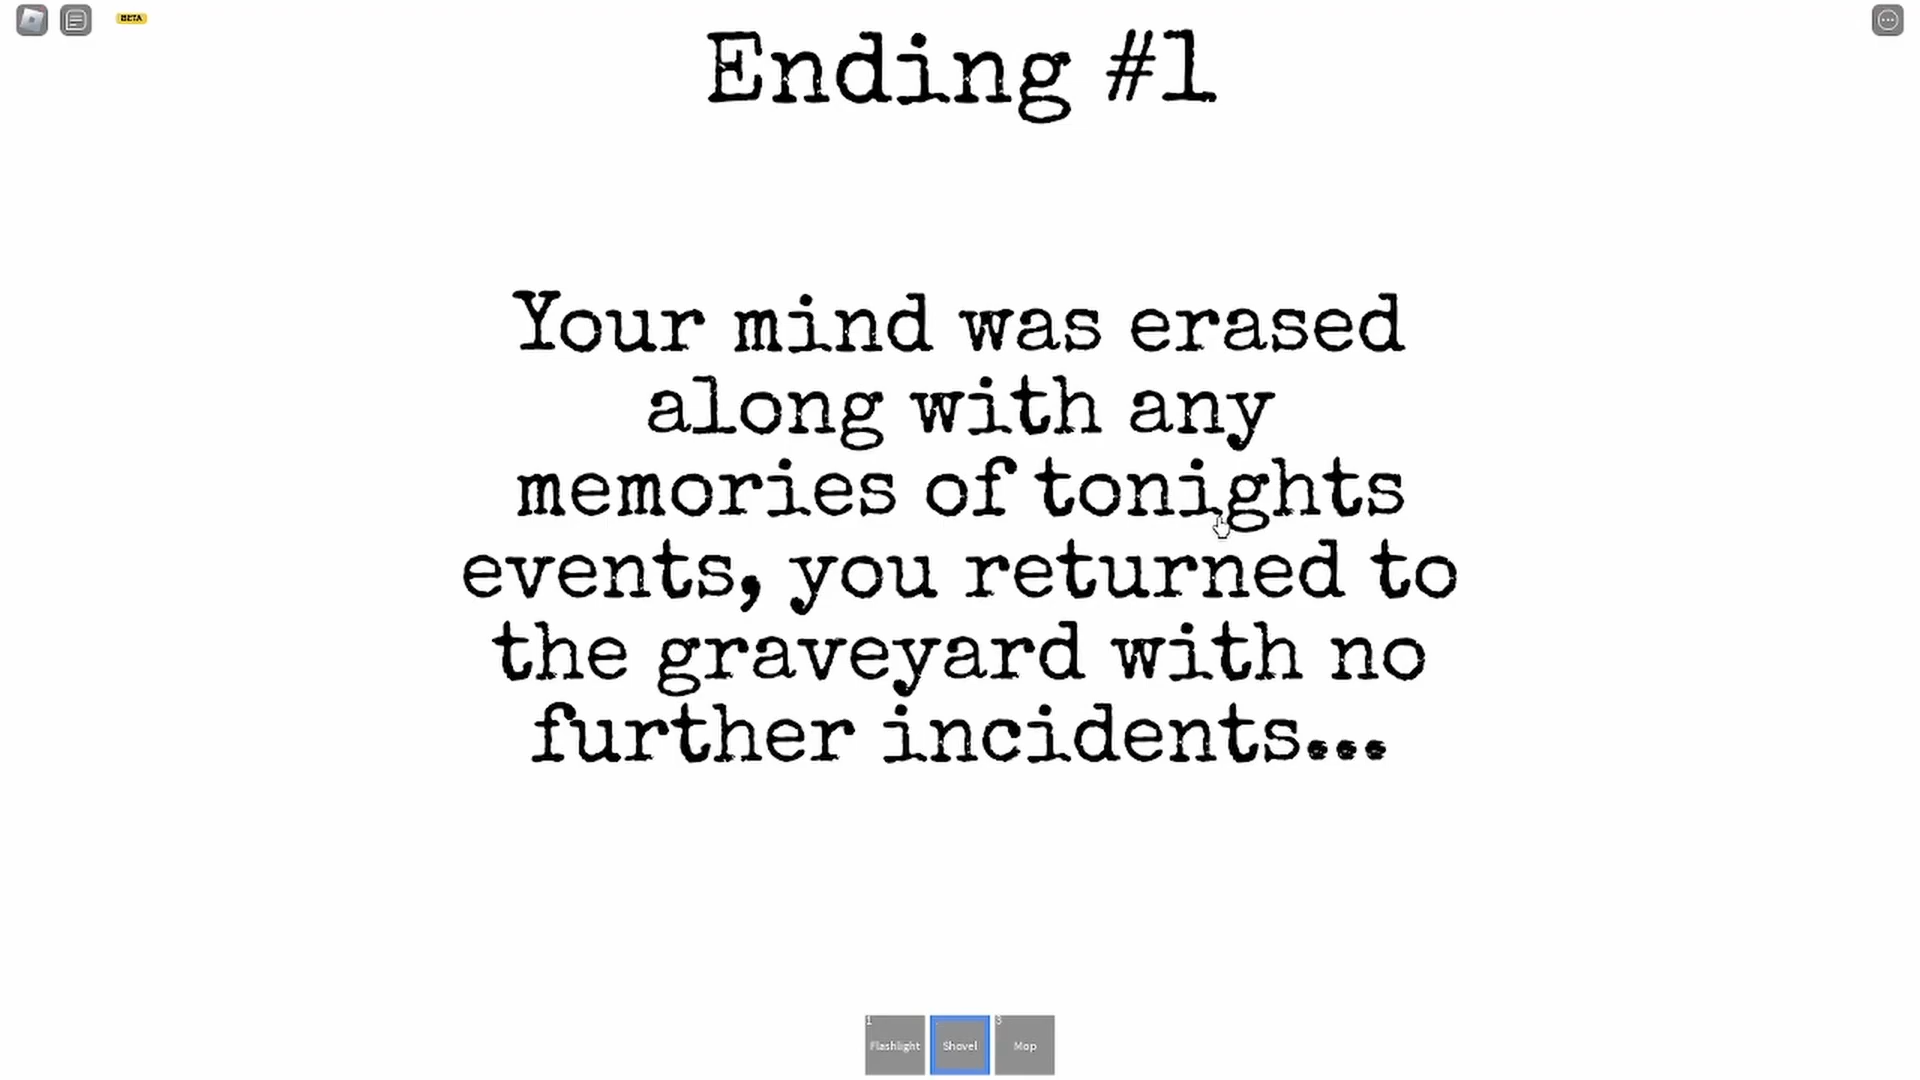 BETA
Ending #1
Your mind was erased
along with any
memories of tonights
events, you returned to
the graveyard with no
further incidents...
1
Flashlight
Shovel
3
Mop